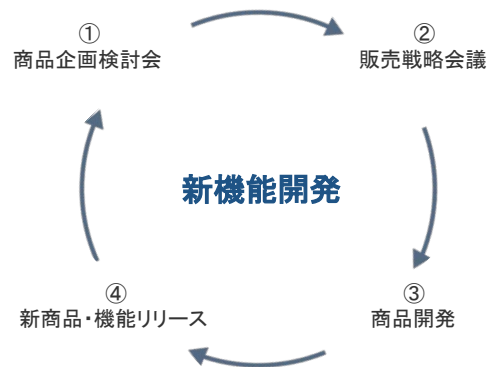 ①
商品企画検討会
②
販売戦略会議
新機能開発
④
新商品・機能リリース
③
商品開発